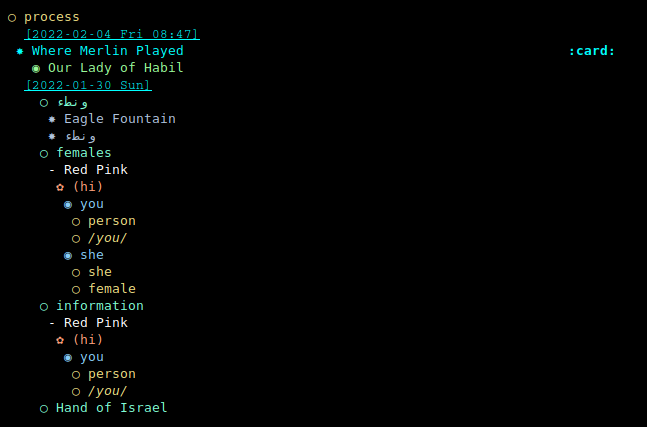 ○ process
[2022-02-04 Fri 08:47]
✸ Where Merlin Played :card:
◉ Our Lady of Habil
[2022-01-30 Sun]
○ ونطء
✸ Eagle Fountain
✸ ونطء
○ females
- Red Pink
✿ (hi)
◉ you
○ person
○ /you/
◉ she
○ she
○ female
○ information
- Red Pink
✿ (hi)
◉ you
○ person
○ /you/
○ Hand of Israel